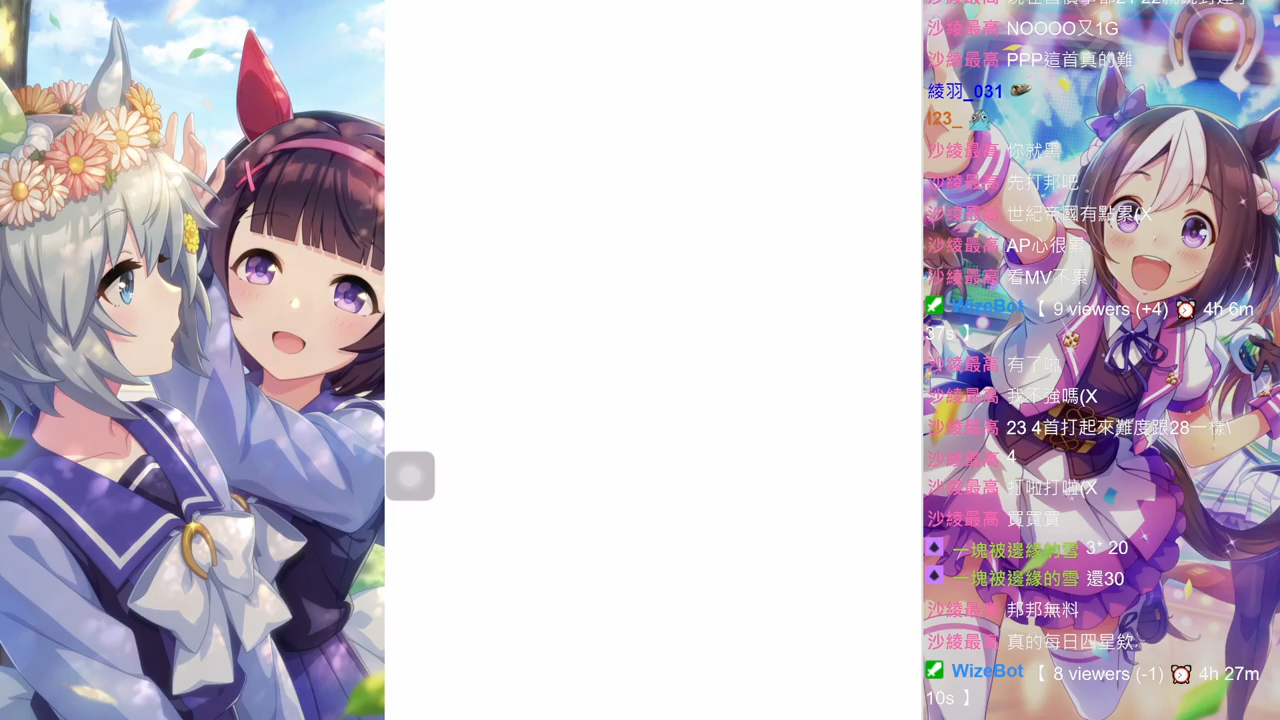 沙綾最高 NOOOO又1G
沙綾最高 PPP這首真的難
綾羽_031
l23_
沙綾最高 你就黑
沙綾最高 先打邦吧
沙綾最高 世紀帝國有點累(X
沙綾最高 AP心很累
沙綾最高 看MV不累
WizeBot 【 9 viewers (+4) ⏰ 4h 6m
37s 】
沙綾最高 有了啦
沙綾最高 我不強嗎(X
沙綾最高 23 4首打起來難度跟28一樣\
沙綾最高 4
沙綾最高 打啦打啦(X
沙綾最高 買買買
一塊被邊緣的雪 3* 20
一塊被邊緣的雪 還30
沙綾最高 邦邦無料
沙綾最高 真的每日四星欸
WizeBot 【 8 viewers (-1) ⏰ 4h 27m
10s 】